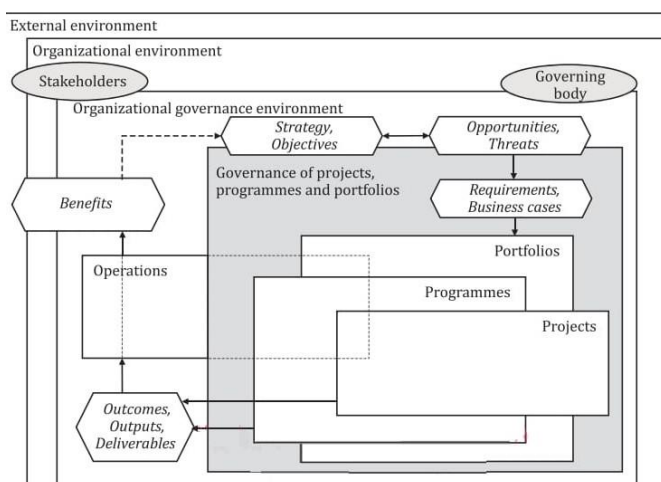 External environment
Organizational environment
Stakeholders
Governing
body
Organizational governance environment
Strategy,
Objectives
Opportunities,
Threats
Governance of projects,
programmes and portfolios
Requirements,
Business cases
Benefits
Portfolios
Operations
Programmes
Projects
Outcomes,
Outputs,
Deliverables